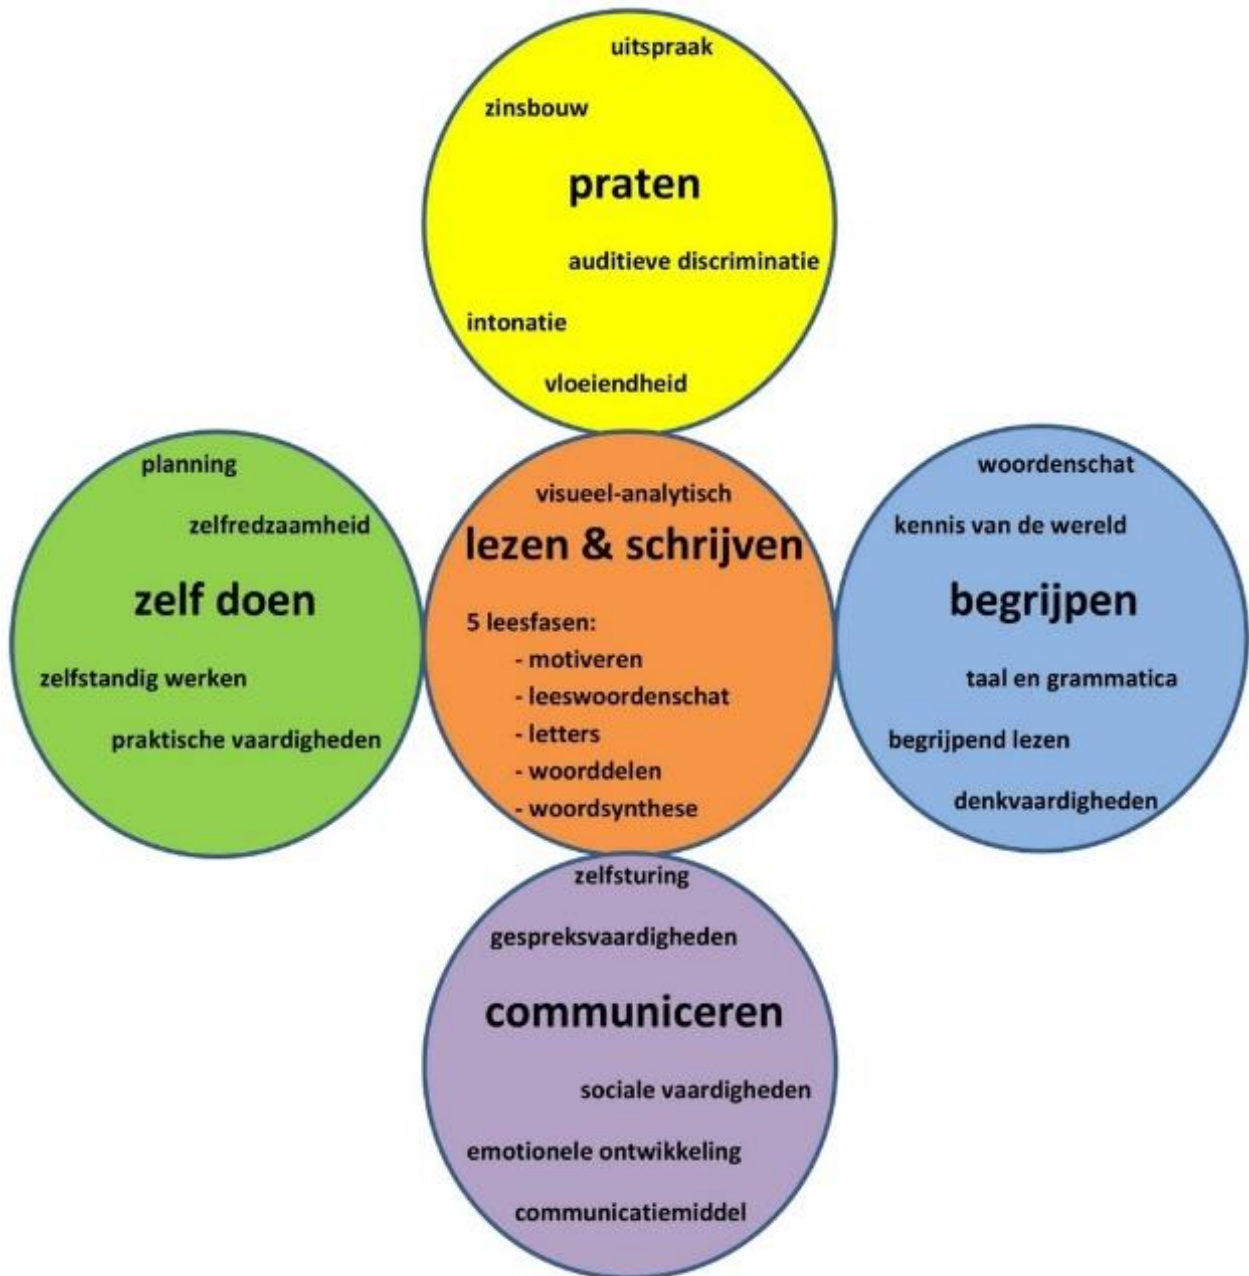 uitspraak
zinsbouw
praten
auditieve discriminatie
intonatie
vloeiendheid
planning
zelfredzaamheid
zelf doen
zelfstandig werken
praktische vaardigheden
visueel-analytisch
lezen & schrijven
5 leesfasen:
- motiveren
- leeswoordenschat
- letters
- woorddelen
- woordsynthese
woordenschat
kennis van de wereld
begrijpen
taal en grammatica
begrijpend lezen
denkvaardigheden
zelfsturing
gespreksvaardigheden
communiceren
sociale vaardigheden
emotionele ontwikkeling
communicatiemiddel